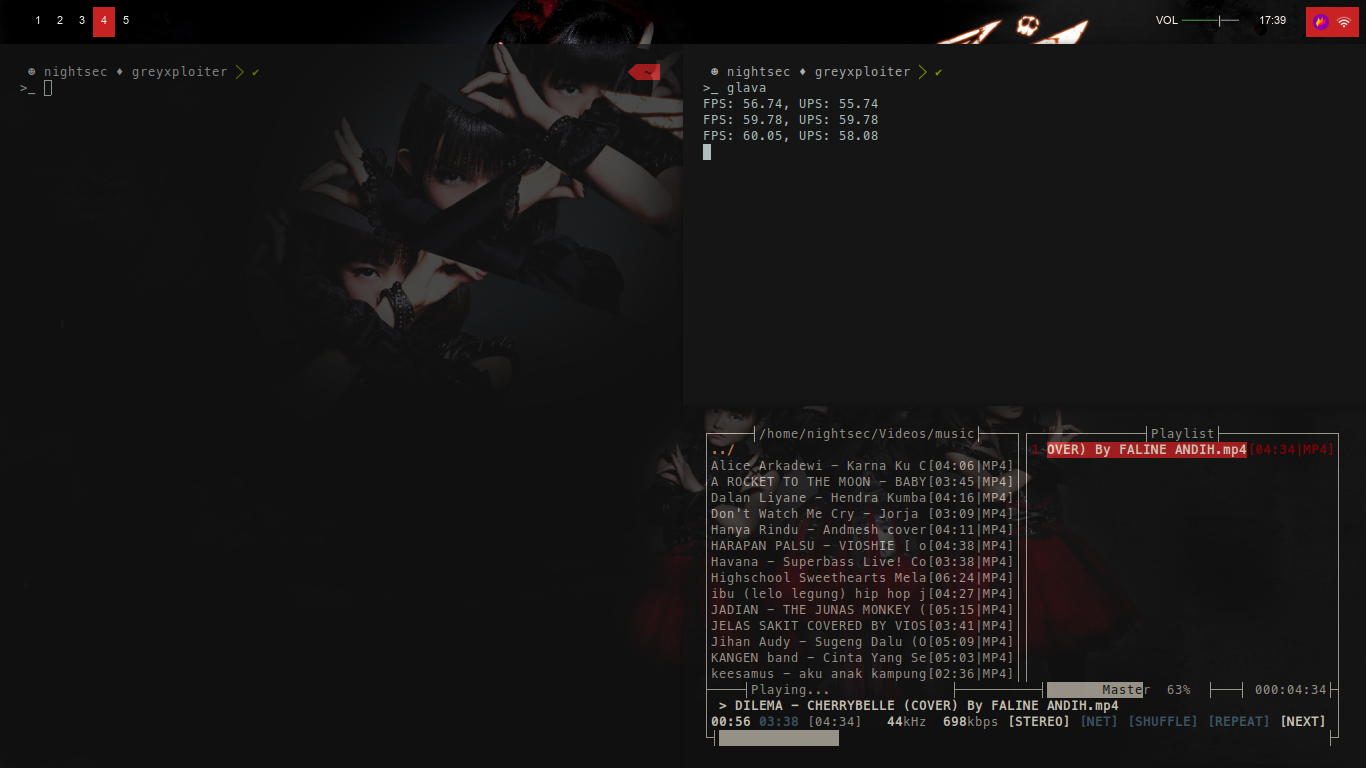 1 2 3 4 5
VOL 17:39
☻ nightsec ♦ greyxploiter ✔
~
>_
☻ nightsec ♦ greyxploiter ✔
>_ glava
FPS: 56.74, UPS: 55.74
FPS: 59.78, UPS: 59.78
FPS: 60.05, UPS: 58.08
/home/nightsec/Videos/music
../
Alice Arkadewi - Karna Ku C[04:06|MP4]
A ROCKET TO THE MOON - BABY[03:45|MP4]
Dalan Liyane - Hendra Kumba[04:16|MP4]
Don't Watch Me Cry - Jorja [03:09|MP4]
Hanya Rindu - Andmesh cover[04:11|MP4]
HARAPAN PALSU - VIOSHIE [ o[04:38|MP4]
Havana - Superbass Live! Co[03:38|MP4]
Highschool Sweethearts Mela[06:24|MP4]
ibu (lelo legung) hip hop j[04:27|MP4]
JADIAN - THE JUNAS MONKEY ([05:15|MP4]
JELAS SAKIT COVERED BY VIOS[03:41|MP4]
Jihan Audy - Sugeng Dalu (O[05:09|MP4]
KANGEN band - Cinta Yang Se[05:03|MP4]
keesamus - aku anak kampung[02:36|MP4]
Playlist
1 OVER) By FALINE ANDIH.mp4[04:34|MP4]
Playing... Master 63% 000:04:34
> DILEMA - CHERRYBELLE (COVER) By FALINE ANDIH.mp4
00:56 03:38 [04:34] 44kHz 698kbps [STEREO] [NET] [SHUFFLE] [REPEAT] [NEXT]